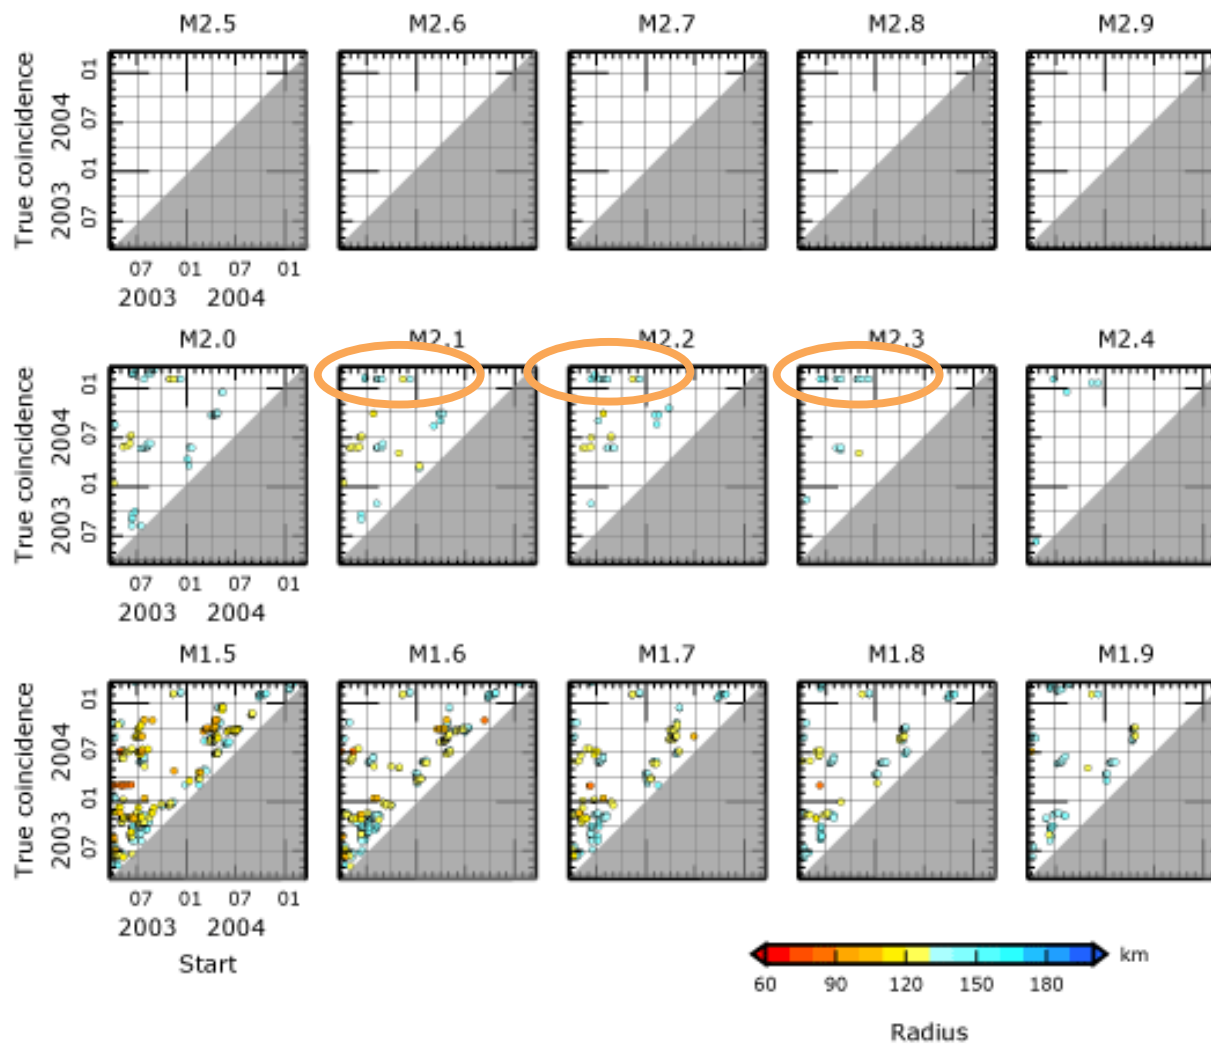 M2.5 M2.6 M2.7 M2.8 M2.9
True coincidence
2003 2004
07 01 07 01
07 01 07 01
2003 2004
M2.0 M2.1 M2.2 M2.3 M2.4
True coincidence
2003 2004
07 01 07 01
07 01 07 01
2003 2004
M1.5 M1.6 M1.7 M1.8 M1.9
True coincidence
2003 2004
07 01 07 01
07 01 07 01
2003 2004
Start
km
60 90 120 150 180
Radius